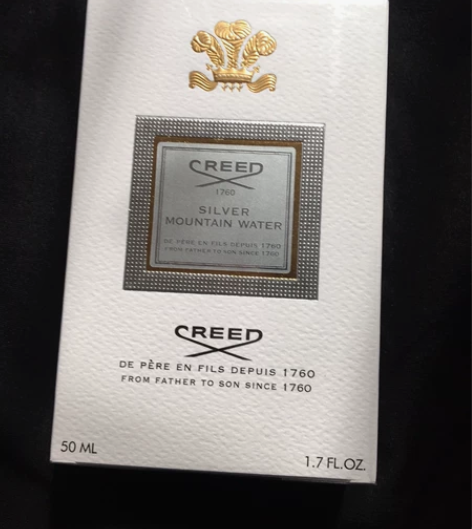 CREED
1760
SILVER
MOUNTAIN WATER
DE PÈRE EN FILS DEPUIS 1760
FROM FATHER TO SON SINCE 1760
CREED
DE PÈRE EN FILS DEPUIS 1760
FROM FATHER TO SON SINCE 1760
50 ML
1.7 FL.OZ.